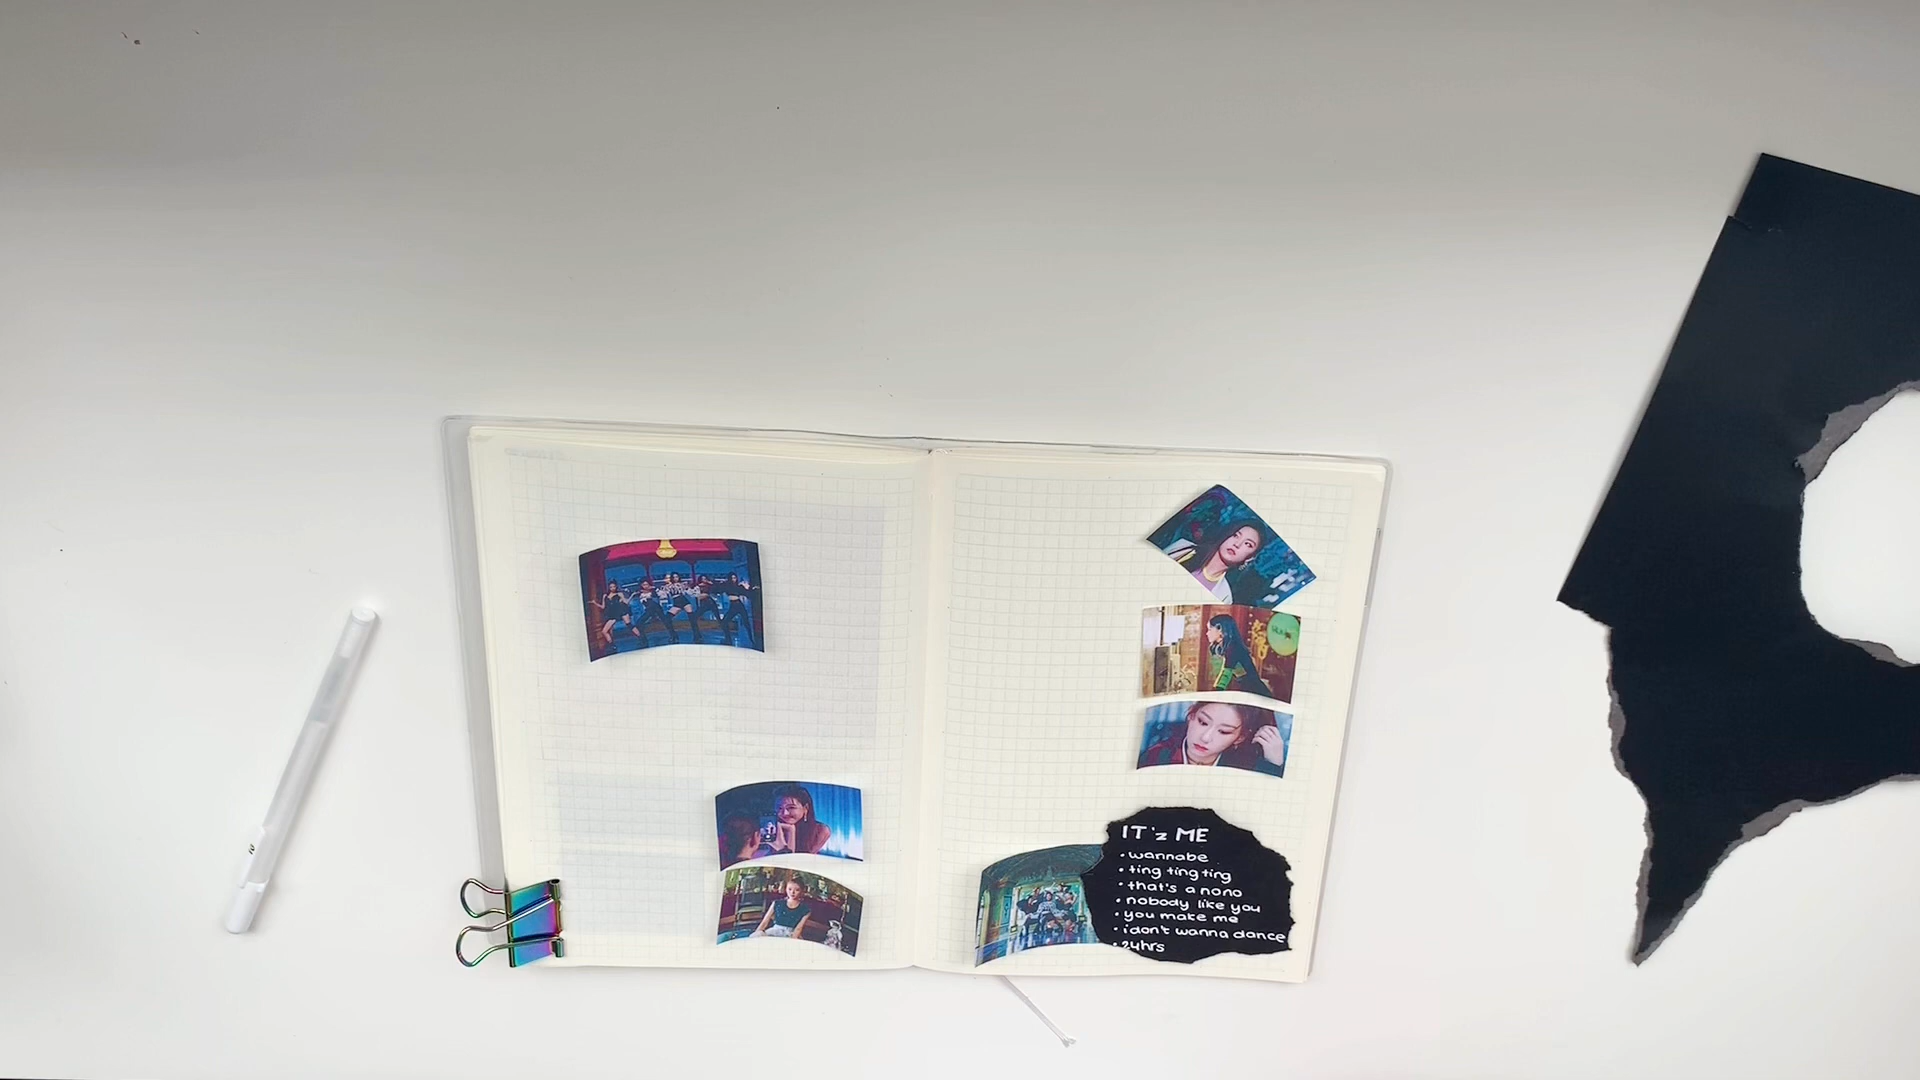 IT'z ME
• wannabe
• ting ting ting
• that's a nono
• nobody like you
• you make me
• i don't wanna dance
• 24hrs